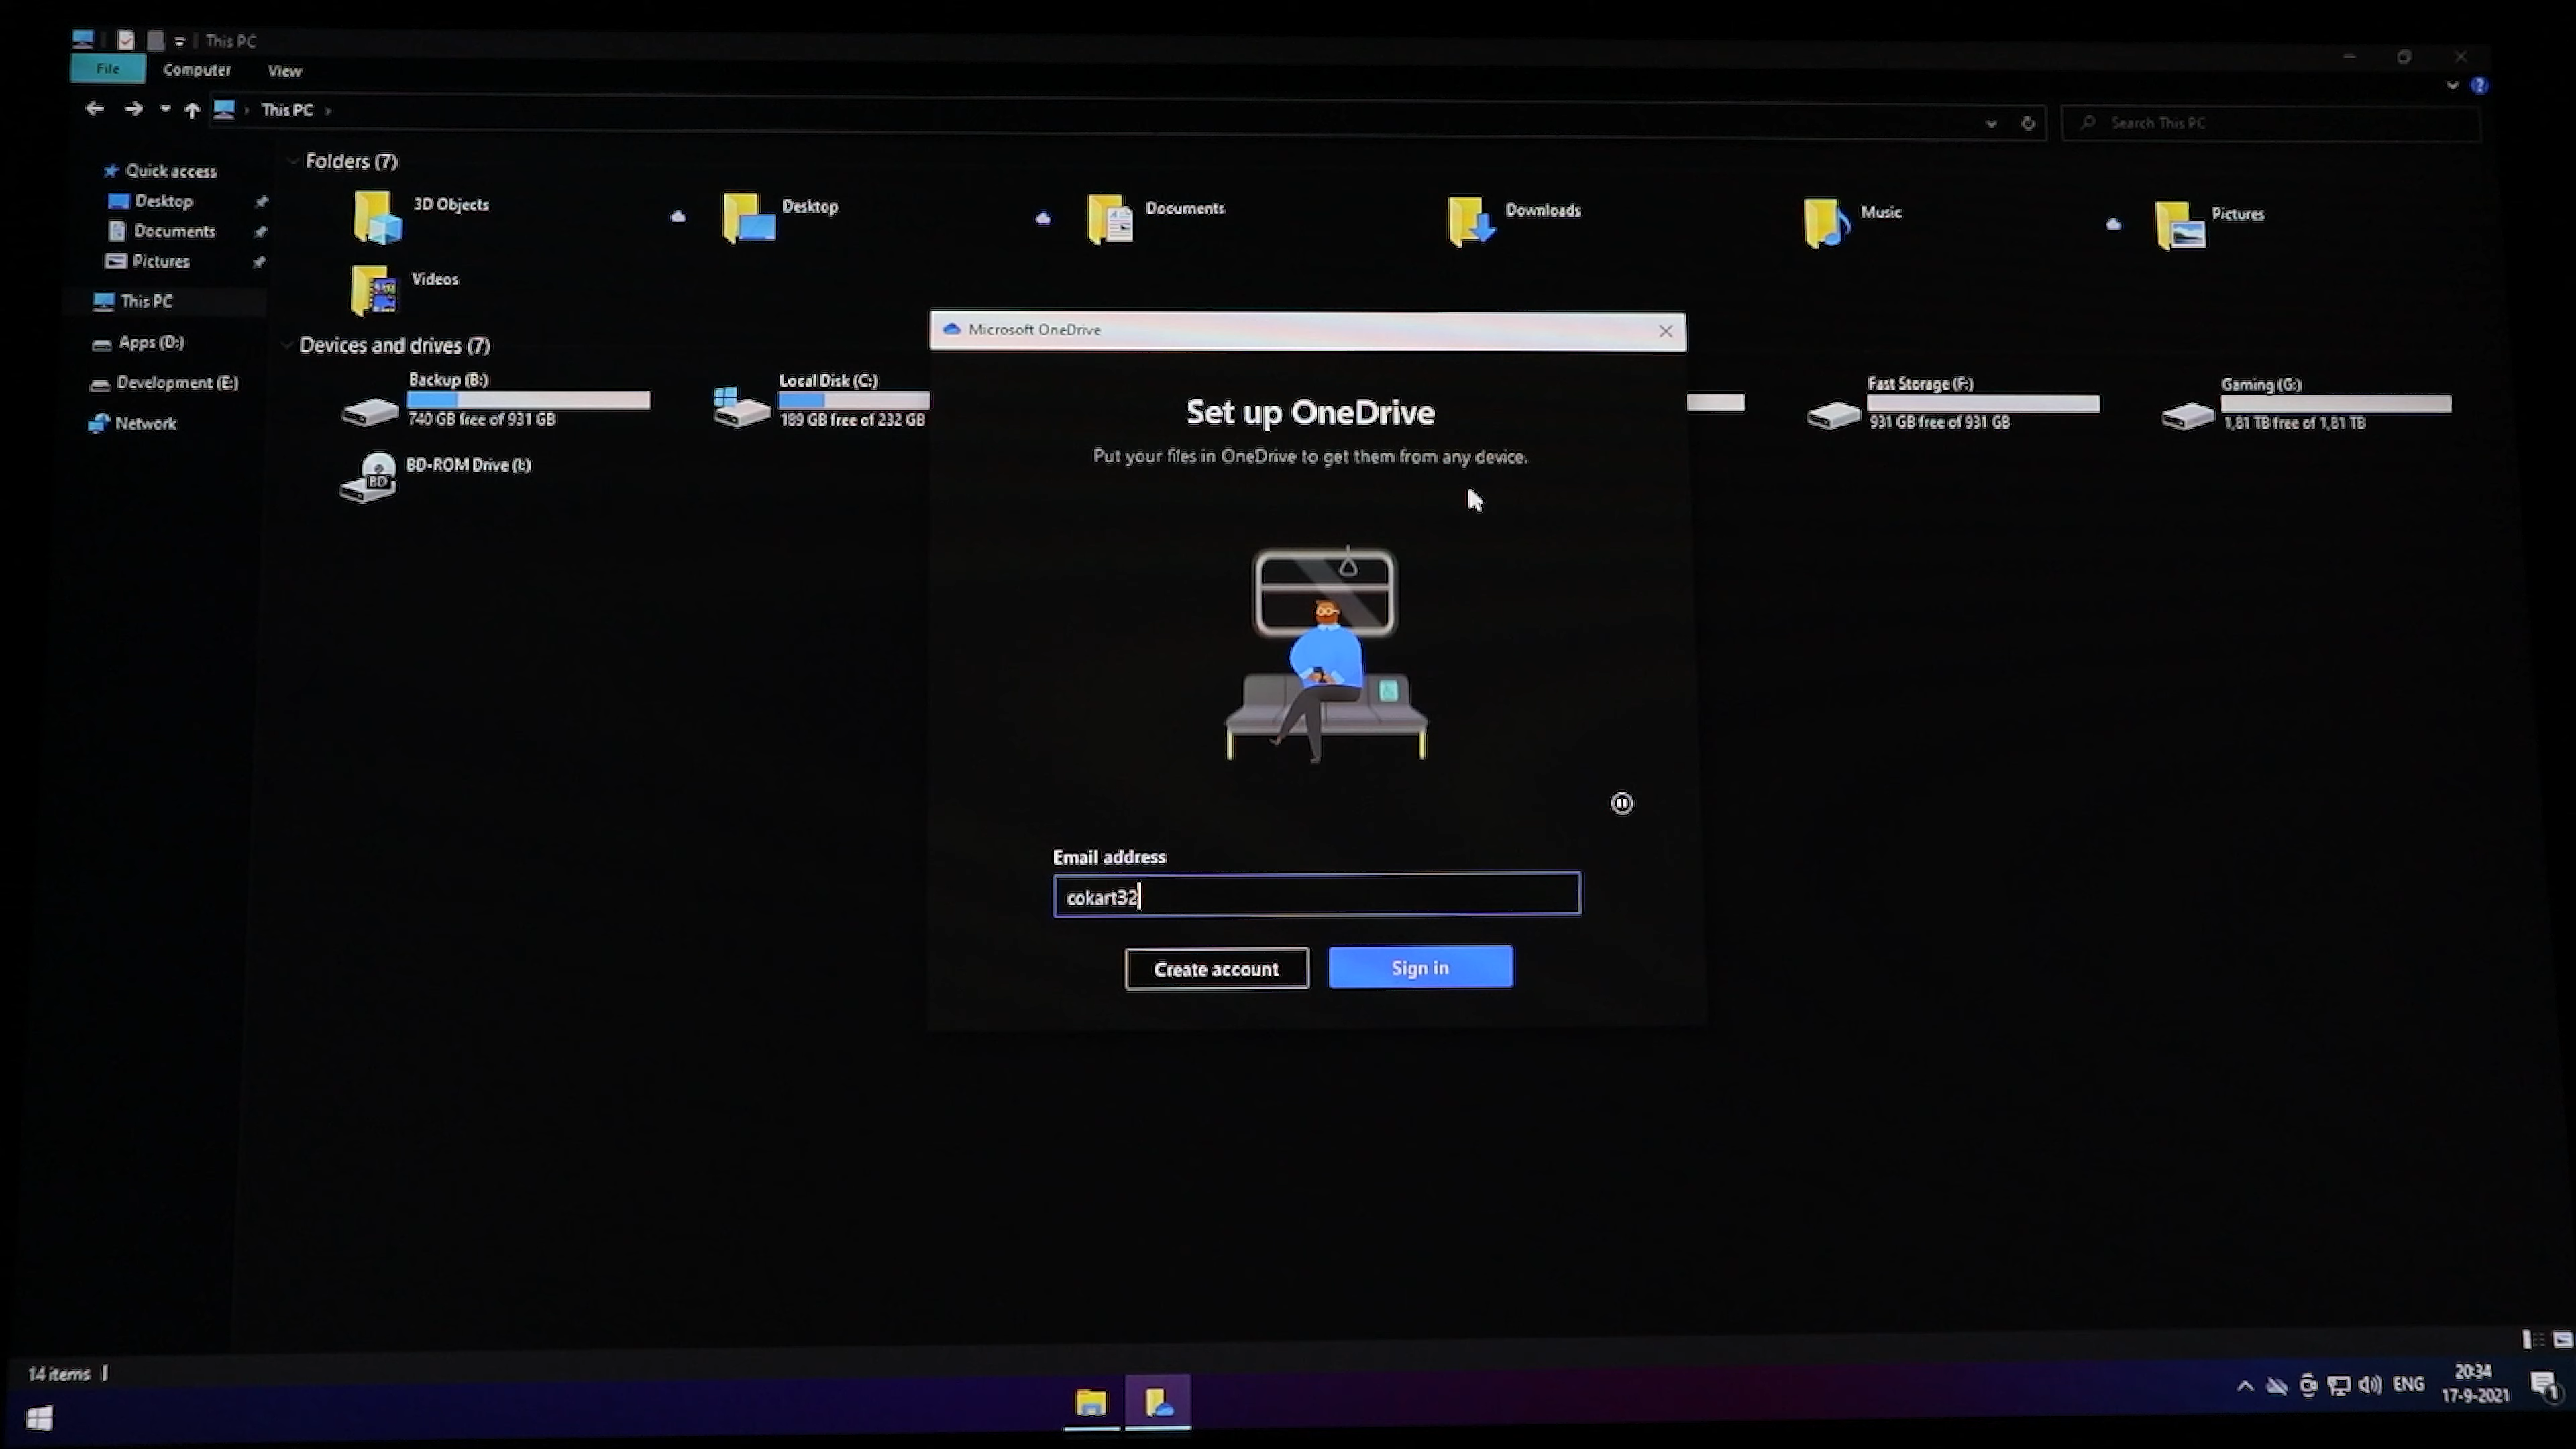 This PC
File Computer View
This PC
Search This PC
Quick access
Desktop
Documents
Pictures
This PC
Apps (D:)
Development (E:)
Network
Folders (7)
3D Objects
Desktop
Documents
Downloads
Music
Pictures
Videos
Devices and drives (7)
Backup (B:)
740 GB free of 931 GB
Local Disk (C:)
189 GB free of 232 GB
Fast Storage (F:)
931 GB free of 931 GB
Gaming (G:)
1,81 TB free of 1,81 TB
BD-ROM Drive (I:)
BD
Microsoft OneDrive
Set up OneDrive
Put your files in OneDrive to get them from any device.
Email address
cokart32
Create account
Sign in
14 items
ENG
20:34
17-9-2021
1